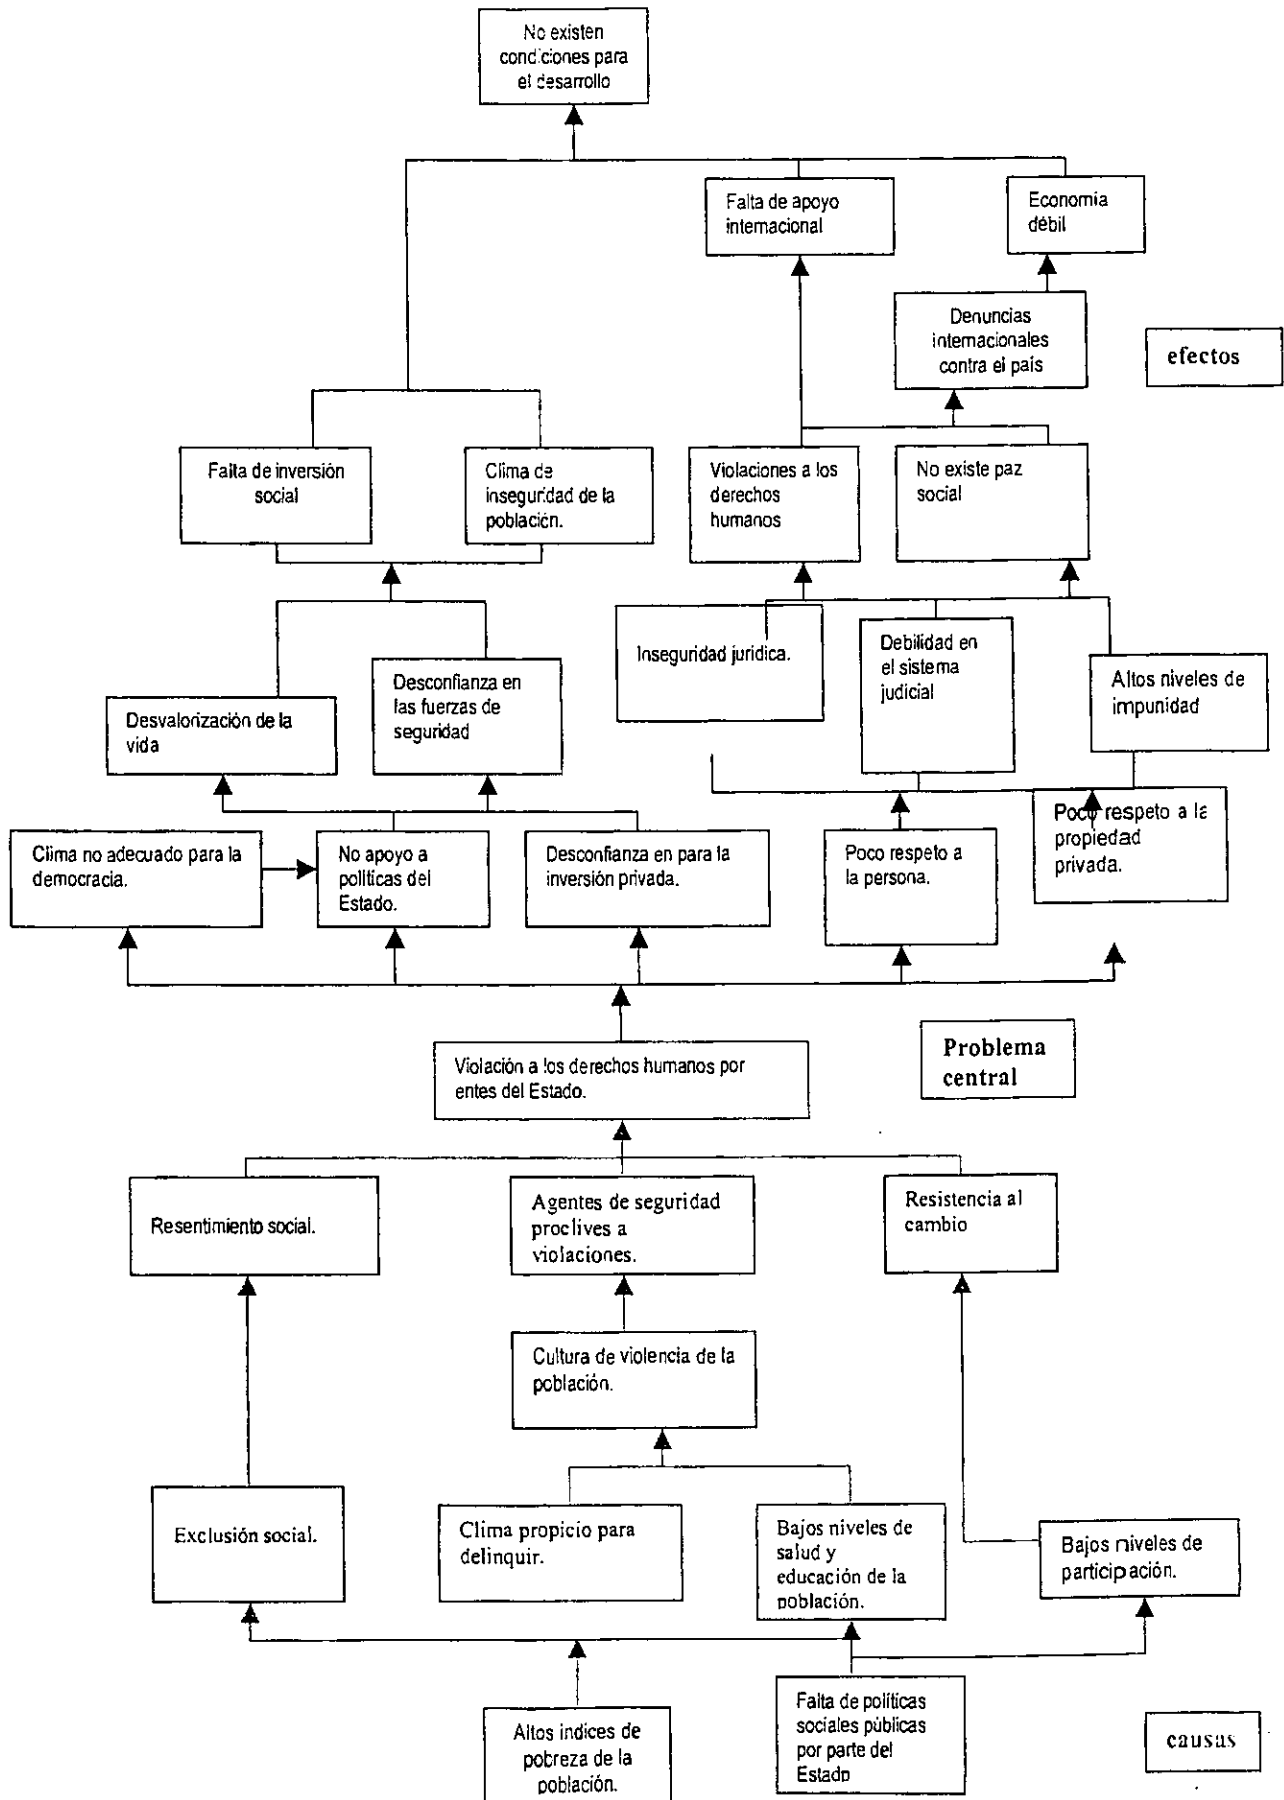 No existen
condiciones para
el desarrollo
Falta de apoyo
internacional
Economía
débil
Denuncias
internacionales
contra el país
efectos
Falta de inversión
social
Clima de
inseguridad de la
población.
Violaciones a los
derechos
humanos
No existe paz
social
Inseguridad jurídica.
Debilidad en
el sistema
judicial
Altos niveles de
impunidad
Desvalorización de la
vida
Desconfianza en
las fuerzas de
seguridad
Clima no adecuado para la
democracia.
No apoyo a
políticas del
Estado.
Desconfianza en para la
inversión privada.
Poco respeto a
la persona.
Poco respeto a la
propiedad
privada.
Violación a los derechos humanos por
entes del Estado.
Problema
central
Resentimiento social.
Agentes de seguridad
proclives a
violaciones.
Resistencia al
cambio
Cultura de violencia de la
población.
Exclusión social.
Clima propicio para
delinquir.
Bajos niveles de
salud y
educación de la
población.
Bajos niveles de
participación.
Altos índices de
pobreza de la
población.
Falta de políticas
sociales públicas
por parte del
Estado
causas